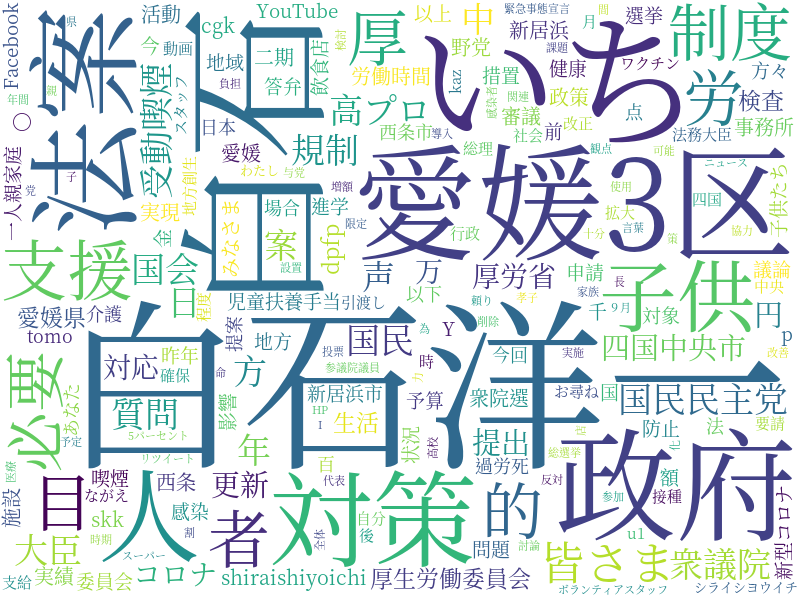 白石洋一
愛媛3区
いち
政府
法案
対策
人
一日
制度
厚
労
支援
子供
必要
目
者
的
中
高プロ
規制
受動喫煙
国会
案
声
万
厚労省
日
方
国民
質問
対応
年
更新
提出
皆さま
衆議院
国民民主党
四国中央市
円
大臣
コロナ
shiraishiyoichi
厚生労働委員会
Facebook
活動
cgk
YouTube
以上
野党
緊急事態宣言
新居浜
月
選挙
間
課題
今
動画
地域
二期
答弁
飲食店
検討
労働時間
kaz
措置
健康
ワクチン
方々
県
年間
スタッフ
負担
日本
西条市
審議
政策
感染者
関連
点
検査
改正
導入
社会
法務大臣
事務所
一人親家庭
〇
党
子
愛媛
わたし
与党
総理
前
観点
可能
ニュース
実現
地方創生
みなさま
場合
進学
増額
限定
使用
十分
四国
子供たち
金
dpfp
設置
行政
拡大
言葉
策
協力
程度
児童扶養手当
引渡し
以下
顧り
申請
議論
中央
長
愛媛県
介護
tomo
提案
地方
Y
千
対象
p
孝子
家族
9月
昨年
確保
あなた
影響
時
今回
削除
為
お尋ね
国
実施
改善
投票
参議院議員
予定
5パーセント
リツイート
命
新居浜市
HP
I
生活
力
予算
衆院選
防止
法
要請
店
化
喫煙
ながえ
西条
百
状況
高校
過労死
総選挙
反対
額
接種
医療
施設
skk
感染
自分
代表
後
全体
問題
参加
u1
新型コロナ
時期
スーパー
割
討論
支給
実績
委員会
ボランティアスタッフ
シライシヨウイチ